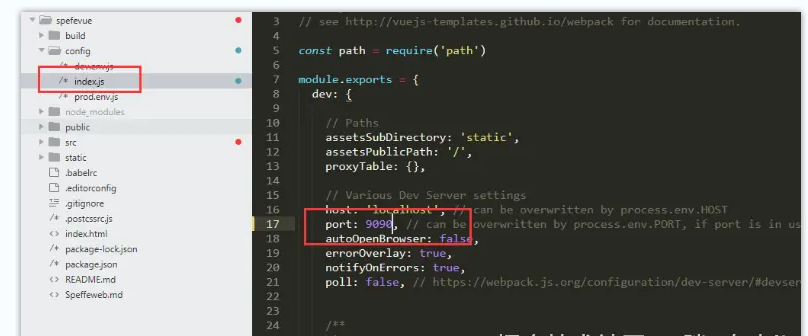 spefevue
build
config
dev.env.js
/* index.js
/* prod.env.js
node_modules
public
src
static
.babelrc
.editorconfig
.gitignore
/* .postcssrc.js
index.html
/* package-lock.json
/* package.json
README.md
Speffeweb.md
3 // see http://vuejs-templates.github.io/webpack for documentation.
4
5 const path = require('path')
6
7 module.exports = {
8 dev: {
9
10 // Paths
11 assetsSubDirectory: 'static',
12 assetsPublicPath: '/',
13 proxyTable: {},
14
15 // Various Dev Server settings
16 host: 'localhost', // can be overwritten by process.env.HOST
17 port: 9090, // can be overwritten by process.env.PORT, if port is in us
18 autoOpenBrowser: false,
19 errorOverlay: true,
20 notifyOnErrors: true,
21 poll: false, // https://webpack.js.org/configuration/dev-server/#devser
22
23
24 /**